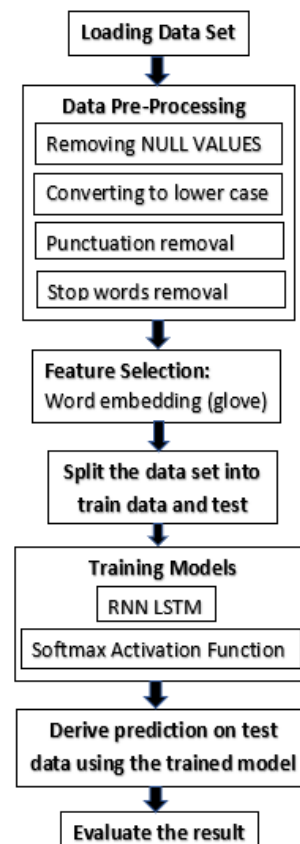 Loading Data Set
Data Pre-Processing
Removing NULL VALUES
Converting to lower case
Punctuation removal
Stop words removal
Feature Selection:
Word embedding (glove)
Split the data set into
train data and test
Training Models
RNN LSTM
Softmax Activation Function
Derive prediction on test
data using the trained model
Evaluate the result